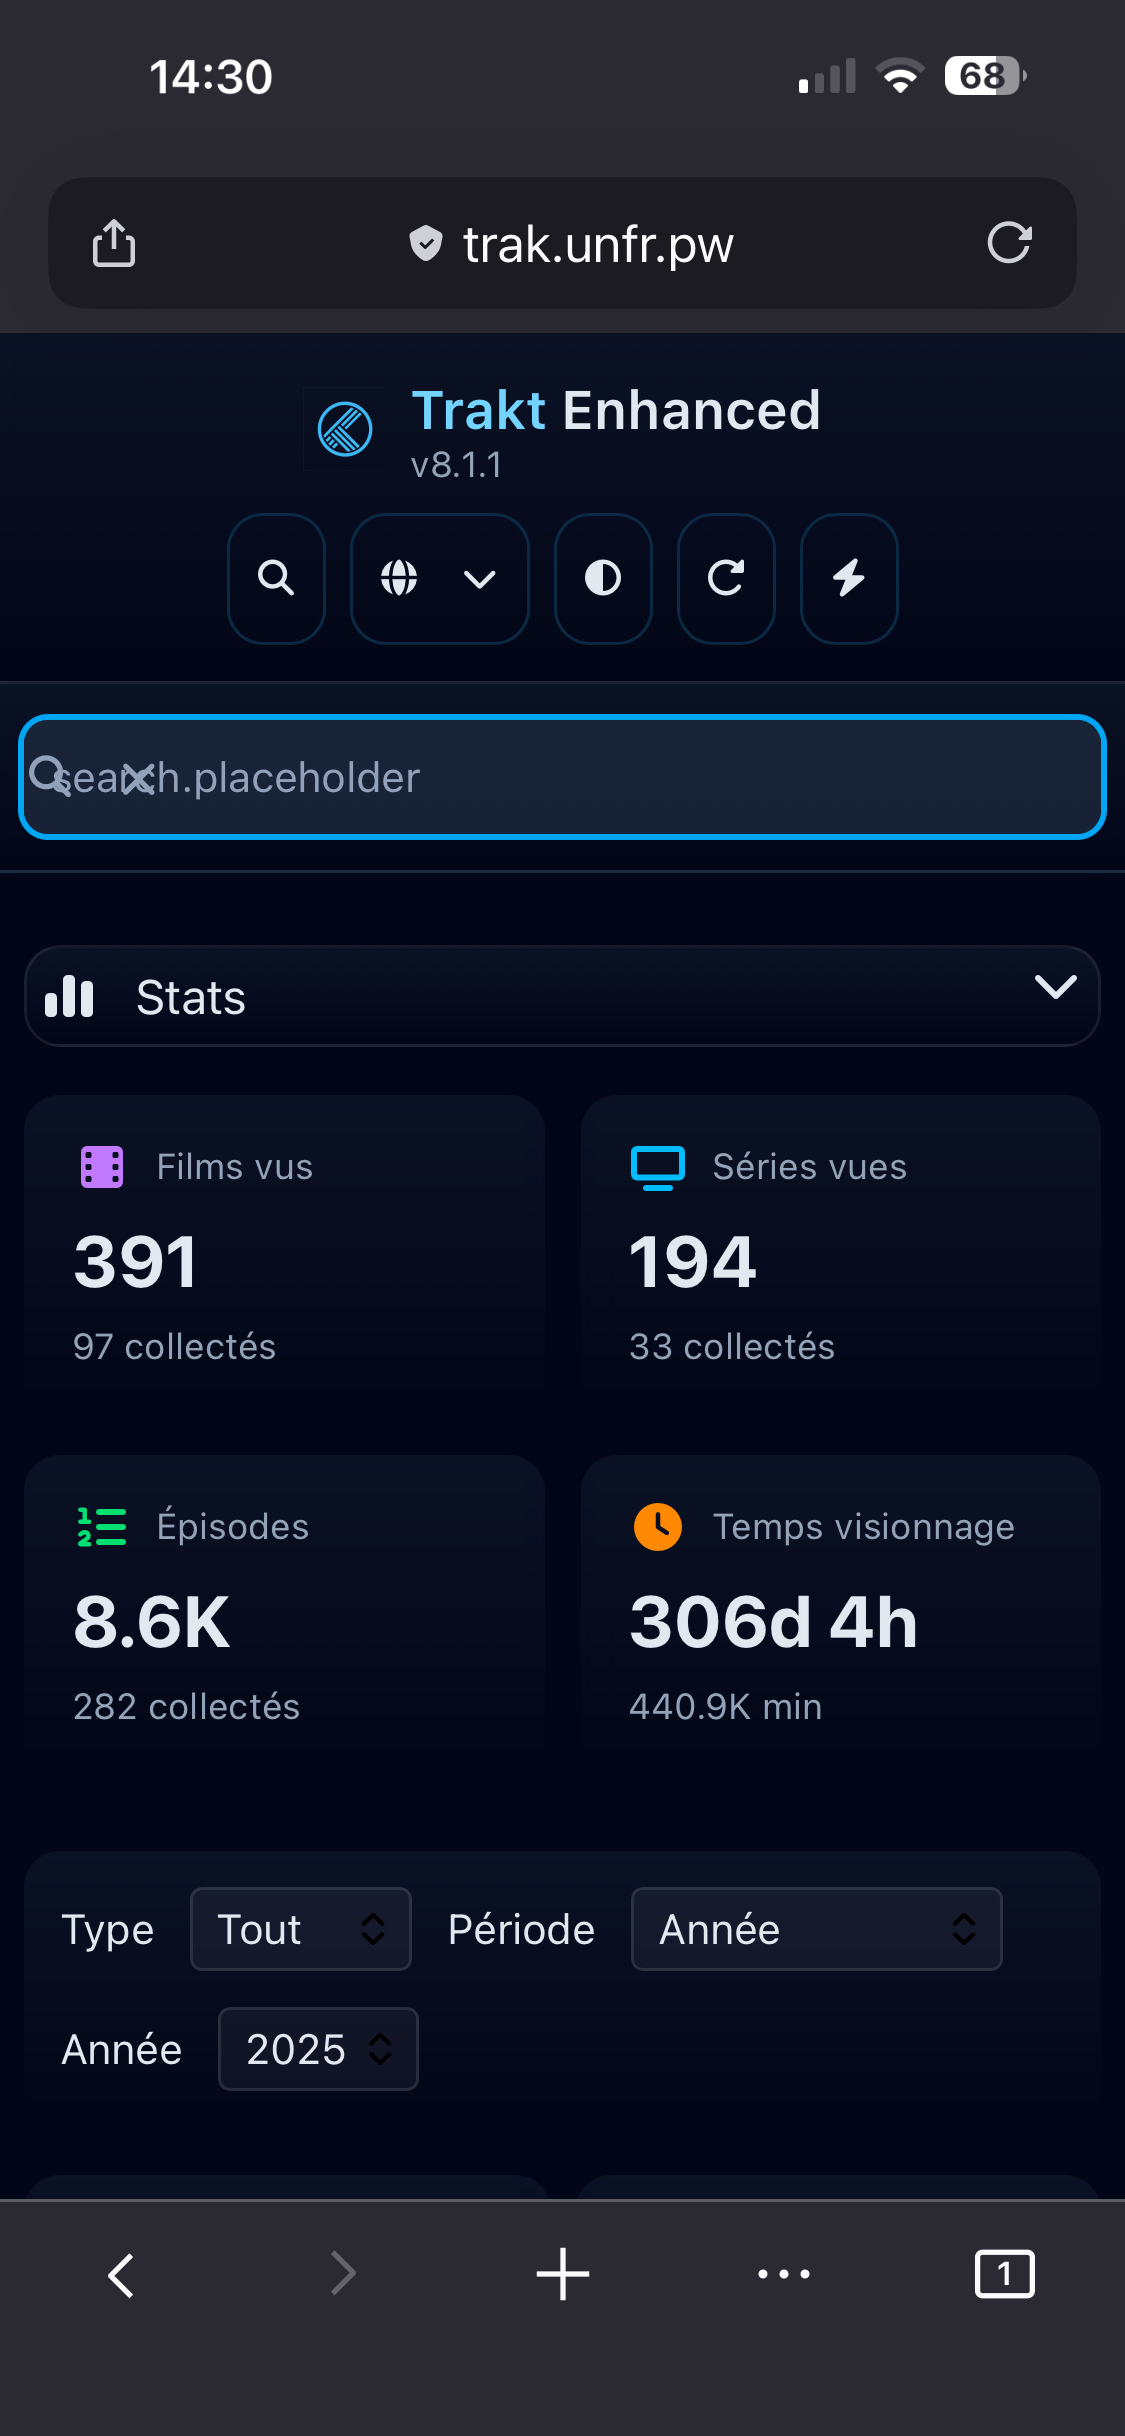 14:30
68
trak.unfr.pw
Trakt Enhanced
v8.1.1
search.placeholder
Stats
Films vus
391
97 collectés
Séries vues
194
33 collectés
Épisodes
8.6K
282 collectés
Temps visionnage
306d 4h
440.9K min
Type Tout Période Année
Année 2025
1